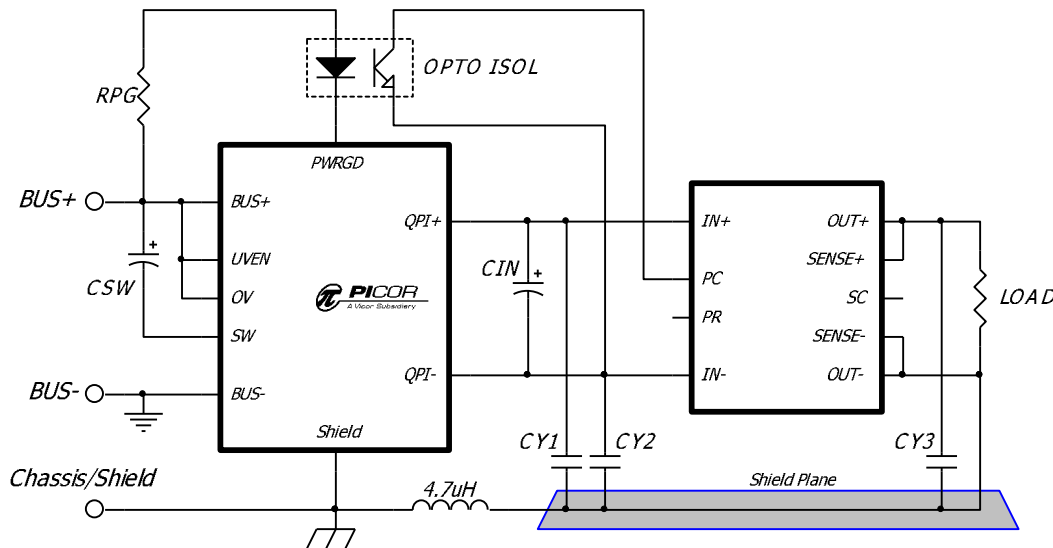 OPTO ISOL
RPG
PWRGD
BUS+
BUS+
QPI+
IN+
OUT+
UVEN
SENSE+
CSW
+
CIN
+
PC
OV
π PICOR
A Vicor Subsidiary
SC
LOAD
PR
SW
SENSE-
BUS-
BUS-
QPI-
IN-
OUT-
Shield
CY1
CY2
CY3
Chassis/Shield
4.7uH
Shield Plane